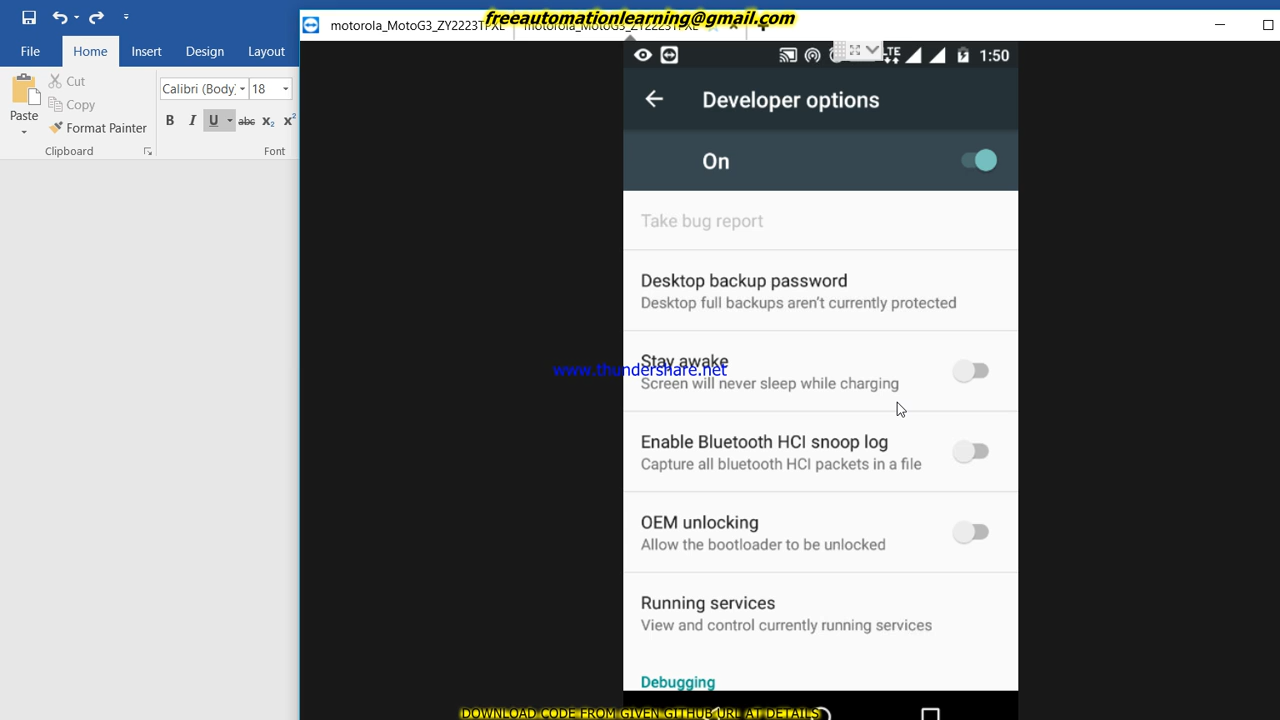 freeautomationlearning@gmail.com
motorola_MotoG3_ZY2223TPXL
motorola_MotoG3_ZY2223TPXL
File Home Insert Design Layout
Cut
Copy
Paste
Format Painter
Clipboard
Calibri (Body) 18
B I U abc x₂ x²
Font
LTE 1:50
Developer options
On
Take bug report
Desktop backup password
Desktop full backups aren't currently protected
Stay awake
www.thundershare.net
Screen will never sleep while charging
Enable Bluetooth HCI snoop log
Capture all bluetooth HCI packets in a file
OEM unlocking
Allow the bootloader to be unlocked
Running services
View and control currently running services
Debugging
DOWNLOAD CODE FROM GIVEN GITHUB URL AT DETAILS